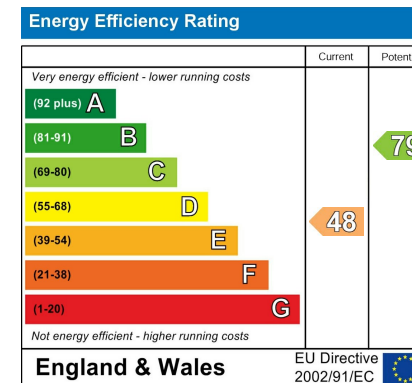 Energy Efficiency Rating
Current
Very energy efficient - lower running costs
(92 plus) A
(81-91) B
79
(69-80) C
(55-68) D
48
(39-54) E
(21-38) F
(1-20) G
Not energy efficient - higher running costs
England & Wales
EU Directive
2002/91/EC